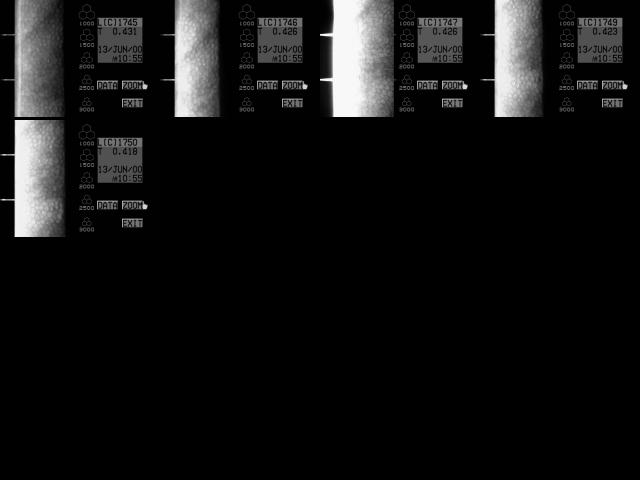 L(C)1745
T 0.431
13/JUN/00
10:55
1000
1500
2000
2500
3000
DATA ZOOM
EXIT
L(C)1746
T 0.426
13/JUN/00
10:55
1000
1500
2000
2500
3000
DATA ZOOM
EXIT
L(C)1747
T 0.426
13/JUN/00
10:55
1000
1500
2000
2500
3000
DATA ZOOM
EXIT
L(C)1749
T 0.423
13/JUN/00
10:55
1000
1500
2000
2500
3000
DATA ZOOM
EXIT
L(C)1750
T 0.418
13/JUN/00
10:55
1000
1500
2000
2500
3000
DATA ZOOM
EXIT